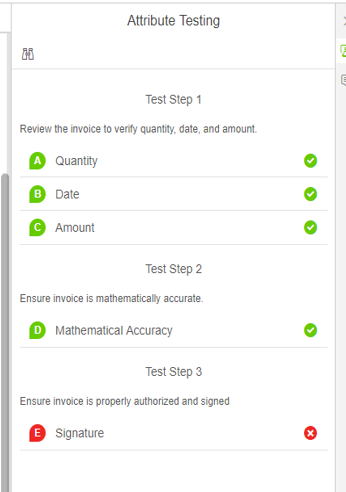 Attribute Testing
Test Step 1
Review the invoice to verify quantity, date, and amount.
A Quantity
B Date
C Amount
Test Step 2
Ensure invoice is mathematically accurate.
D Mathematical Accuracy
Test Step 3
Ensure invoice is properly authorized and signed
E Signature